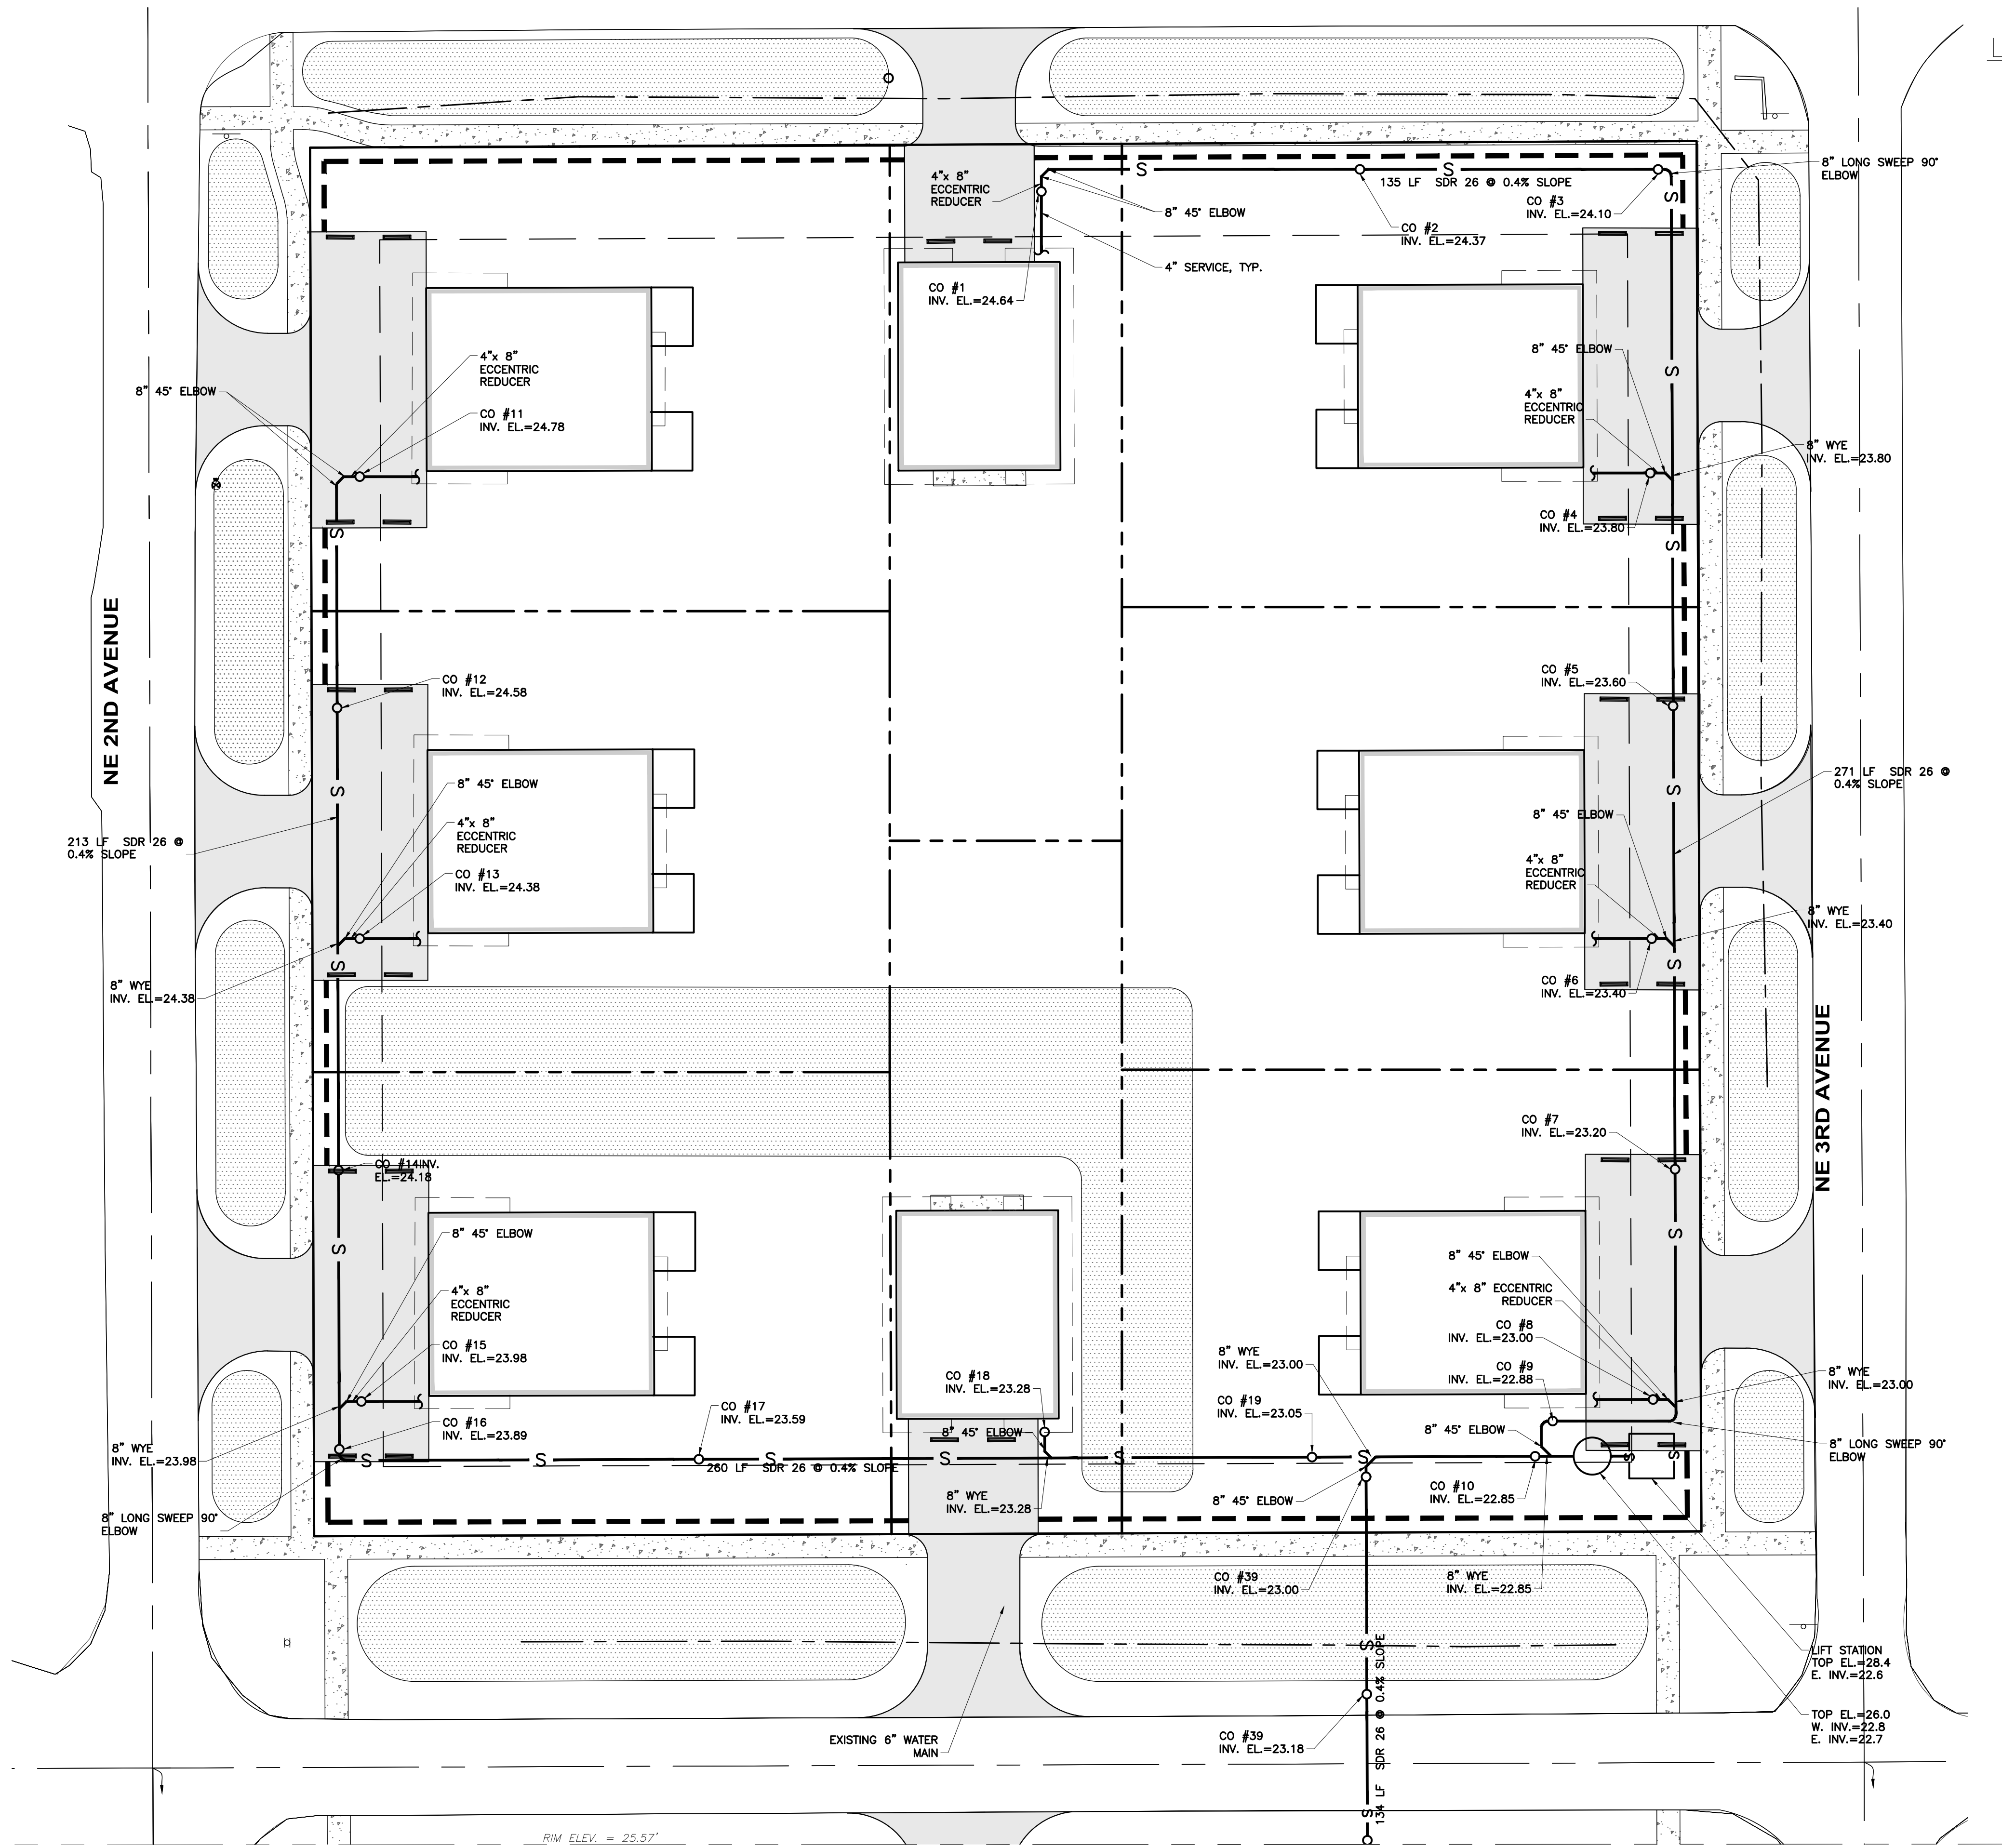 8" LONG SWEEP 90°
ELBOW
4"x 8"
ECCENTRIC
REDUCER
S
S
135 LF SDR 26 @ 0.4% SLOPE
CO #3
INV. EL.=24.10
S
8" 45° ELBOW
CO #2
INV. EL.=24.37
4" SERVICE, TYP.
CO #1
INV. EL.=24.64
4"x 8"
ECCENTRIC
REDUCER
8" 45° ELBOW
CO #11
INV. EL.=24.78
8" 45° ELBOW
S
4"x 8"
ECCENTRIC
REDUCER
8" WYE
INV. EL.=23.80
CO #4
INV. EL.=23.80
S
S
NE 2ND AVENUE
CO #12
INV. EL.=24.58
CO #5
INV. EL.=23.60
S
8" 45° ELBOW
4"x 8"
ECCENTRIC
REDUCER
213 LF SDR 26 @
0.4% SLOPE
CO #13
INV. EL.=24.38
S
271 LF SDR 26 @
0.4% SLOPE
8" 45° ELBOW
4"x 8"
ECCENTRIC
REDUCER
8" WYE
INV. EL.=23.40
S
8" WYE
INV. EL.=24.38
S
CO #6
INV. EL.=23.40
NE 3RD AVENUE
CO #7
INV. EL.=23.20
CO #14INV.
EL.=24.18
S
8" 45° ELBOW
4"x 8"
ECCENTRIC
REDUCER
CO #15
INV. EL.=23.98
S
8" 45° ELBOW
4"x 8" ECCENTRIC
REDUCER
CO #8
INV. EL.=23.00
8" WYE
INV. EL.=23.00
CO #9
INV. EL.=22.88
8" WYE
INV. EL.=23.00
CO #18
INV. EL.=23.28
CO #17
INV. EL.=23.59
CO #19
INV. EL.=23.05
CO #16
INV. EL.=23.89
8" 45° ELBOW
8" 45° ELBOW
8" WYE
INV. EL.=23.98
8" LONG SWEEP 90°
ELBOW
S
S
S
S
S
S
S
S
260 LF SDR 26 @ 0.4% SLOPE
8" WYE
INV. EL.=23.28
8" 45° ELBOW
CO #10
INV. EL.=22.85
8" LONG SWEEP 90°
ELBOW
CO #39
INV. EL.=23.00
8" WYE
INV. EL.=22.85
S
LIFT STATION
TOP EL.=28.4
E. INV.=22.6
TOP EL.=26.0
W. INV.=22.8
E. INV.=22.7
EXISTING 6" WATER
MAIN
CO #39
INV. EL.=23.18
134 LF SDR 26 @ 0.4% SLOPE
S
RIM ELEV. = 25.57'